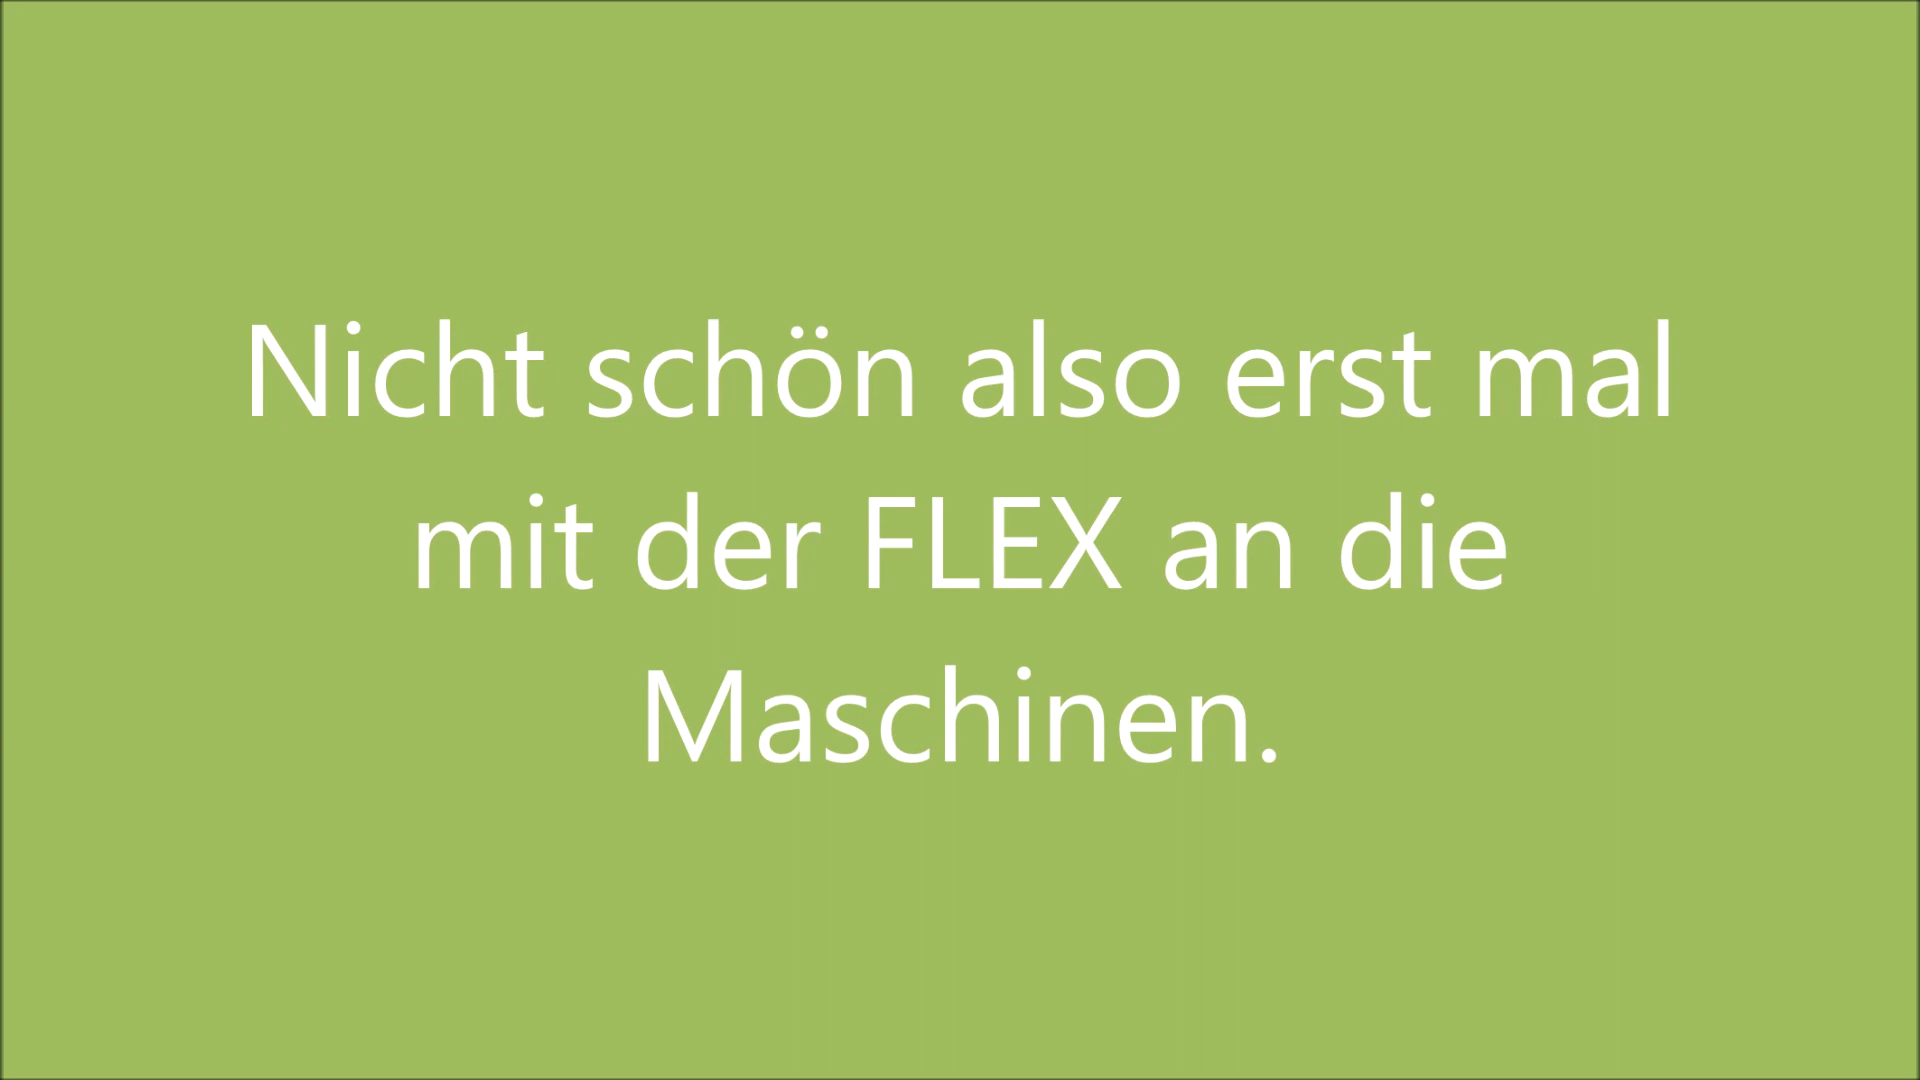 Nicht schön also erst mal
mit der FLEX an die
Maschinen.